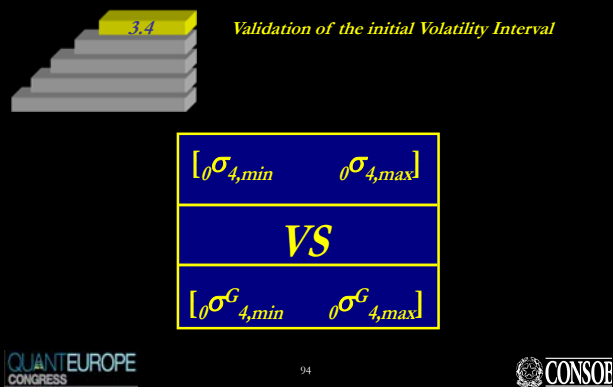 3.4
Validation of the initial Volatility Interval
[₀σ₄,min ₀σ₄,max]
VS
[₀σᴳ₄,min ₀σᴳ₄,max]
QUANTEUROPE
CONGRESS
94
CONSOB